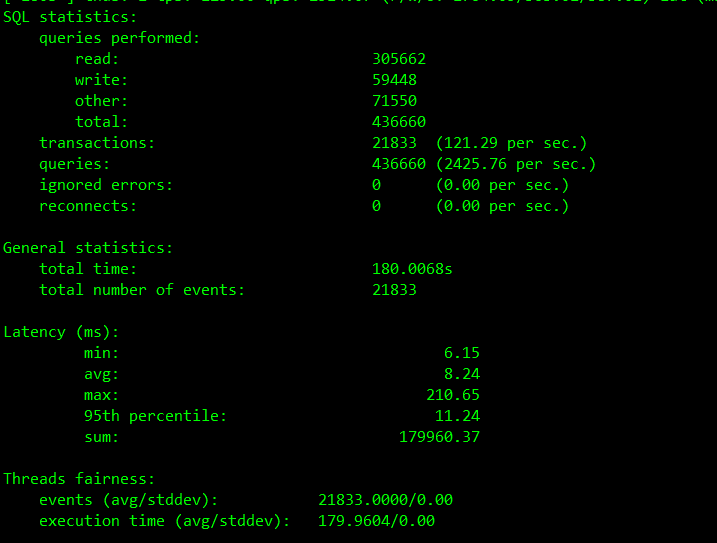 SQL statistics:
queries performed:
read: 305662
write: 59448
other: 71550
total: 436660
transactions: 21833 (121.29 per sec.)
queries: 436660 (2425.76 per sec.)
ignored errors: 0 (0.00 per sec.)
reconnects: 0 (0.00 per sec.)
General statistics:
total time: 180.0068s
total number of events: 21833
Latency (ms):
min: 6.15
avg: 8.24
max: 210.65
95th percentile: 11.24
sum: 179960.37
Threads fairness:
events (avg/stddev): 21833.0000/0.00
execution time (avg/stddev): 179.9604/0.00